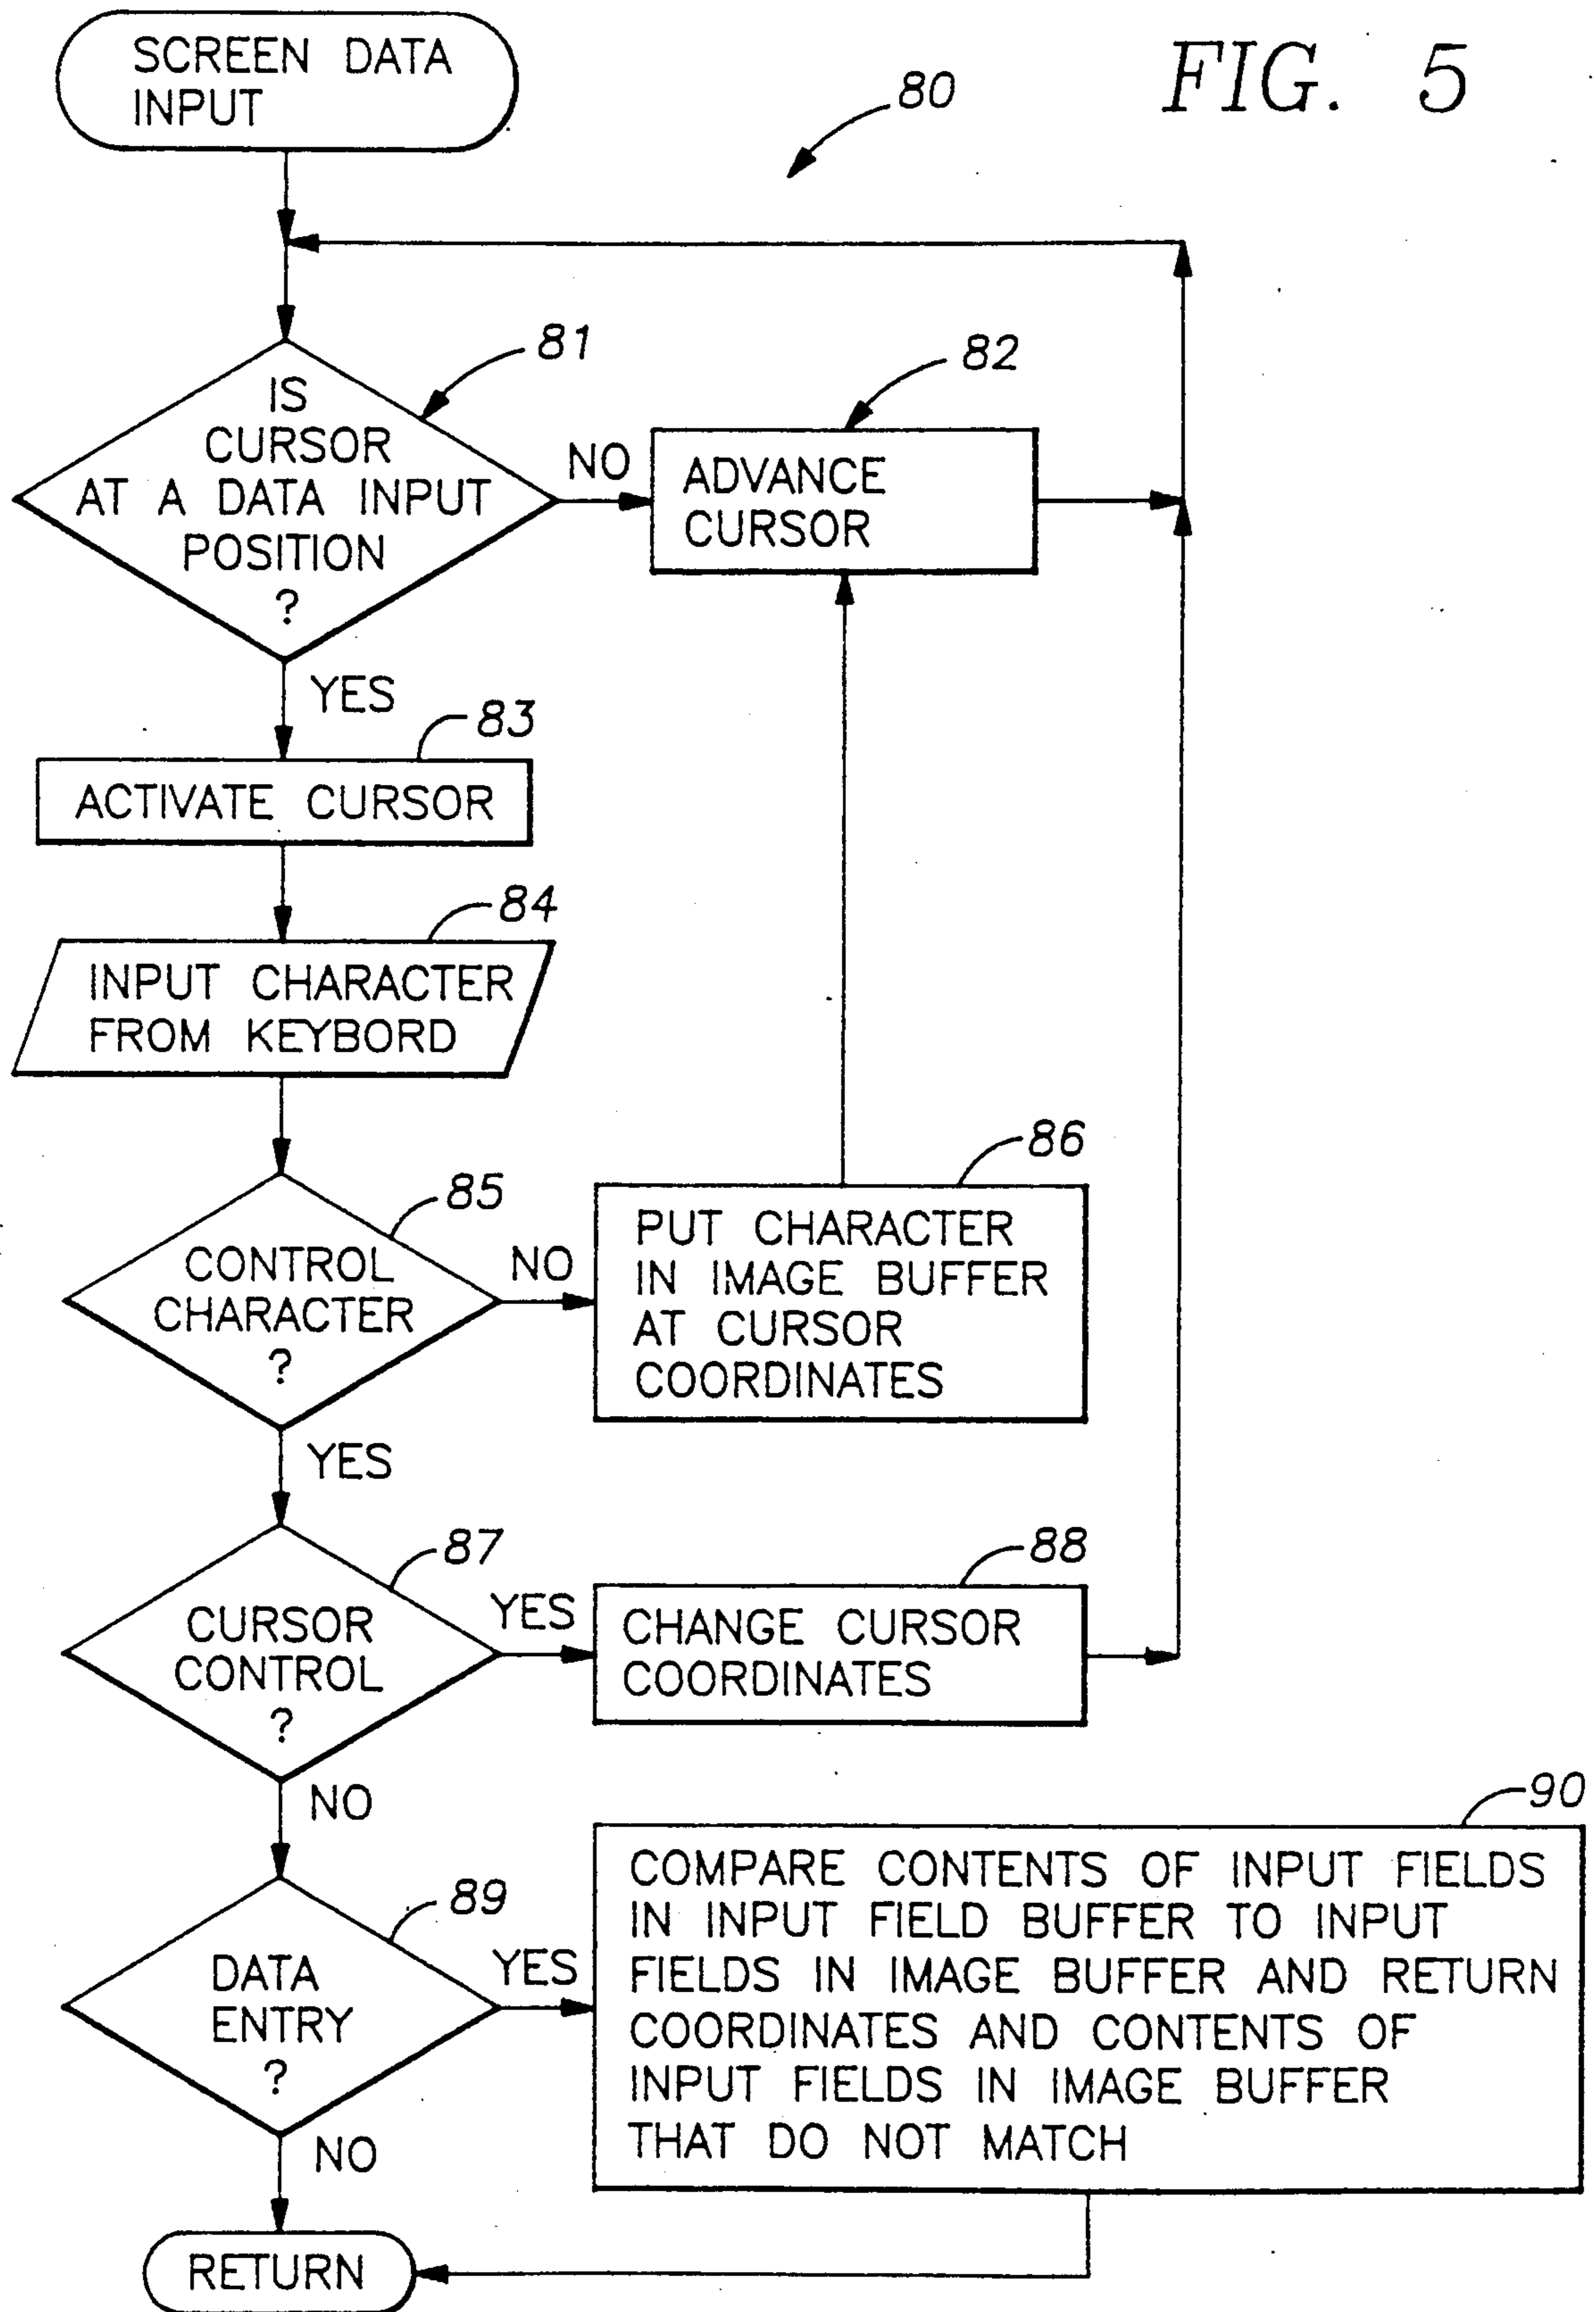 FIG. 5
SCREEN DATA
INPUT
80
81
IS
CURSOR
AT A DATA INPUT
POSITION
?
NO
82
ADVANCE
CURSOR
YES
83
ACTIVATE CURSOR
84
INPUT CHARACTER
FROM KEYBORD
85
CONTROL
CHARACTER
?
NO
86
PUT CHARACTER
IN IMAGE BUFFER
AT CURSOR
COORDINATES
YES
87
CURSOR
CONTROL
?
YES
88
CHANGE CURSOR
COORDINATES
NO
89
DATA
ENTRY
?
YES
90
COMPARE CONTENTS OF INPUT FIELDS
IN INPUT FIELD BUFFER TO INPUT
FIELDS IN IMAGE BUFFER AND RETURN
COORDINATES AND CONTENTS OF
INPUT FIELDS IN IMAGE BUFFER
THAT DO NOT MATCH
NO
RETURN